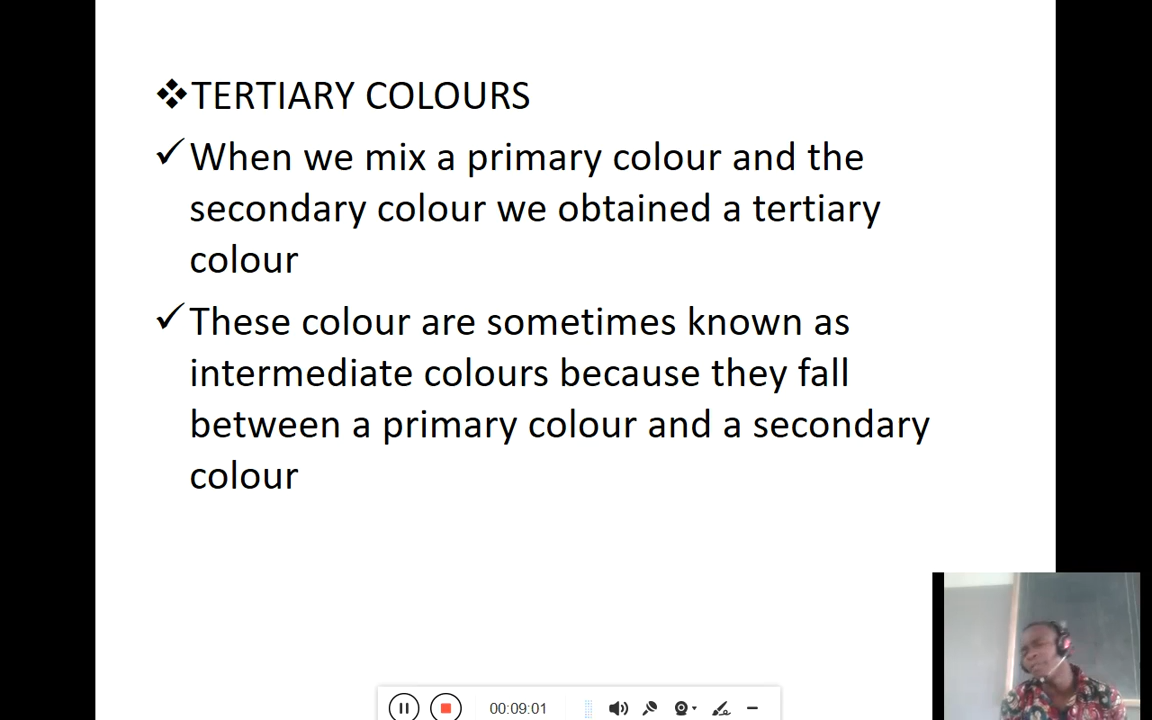 TERTIARY COLOURS
When we mix a primary colour and the
secondary colour we obtained a tertiary
colour
These colour are sometimes known as
intermediate colours because they fall
between a primary colour and a secondary
colour
00:09:01